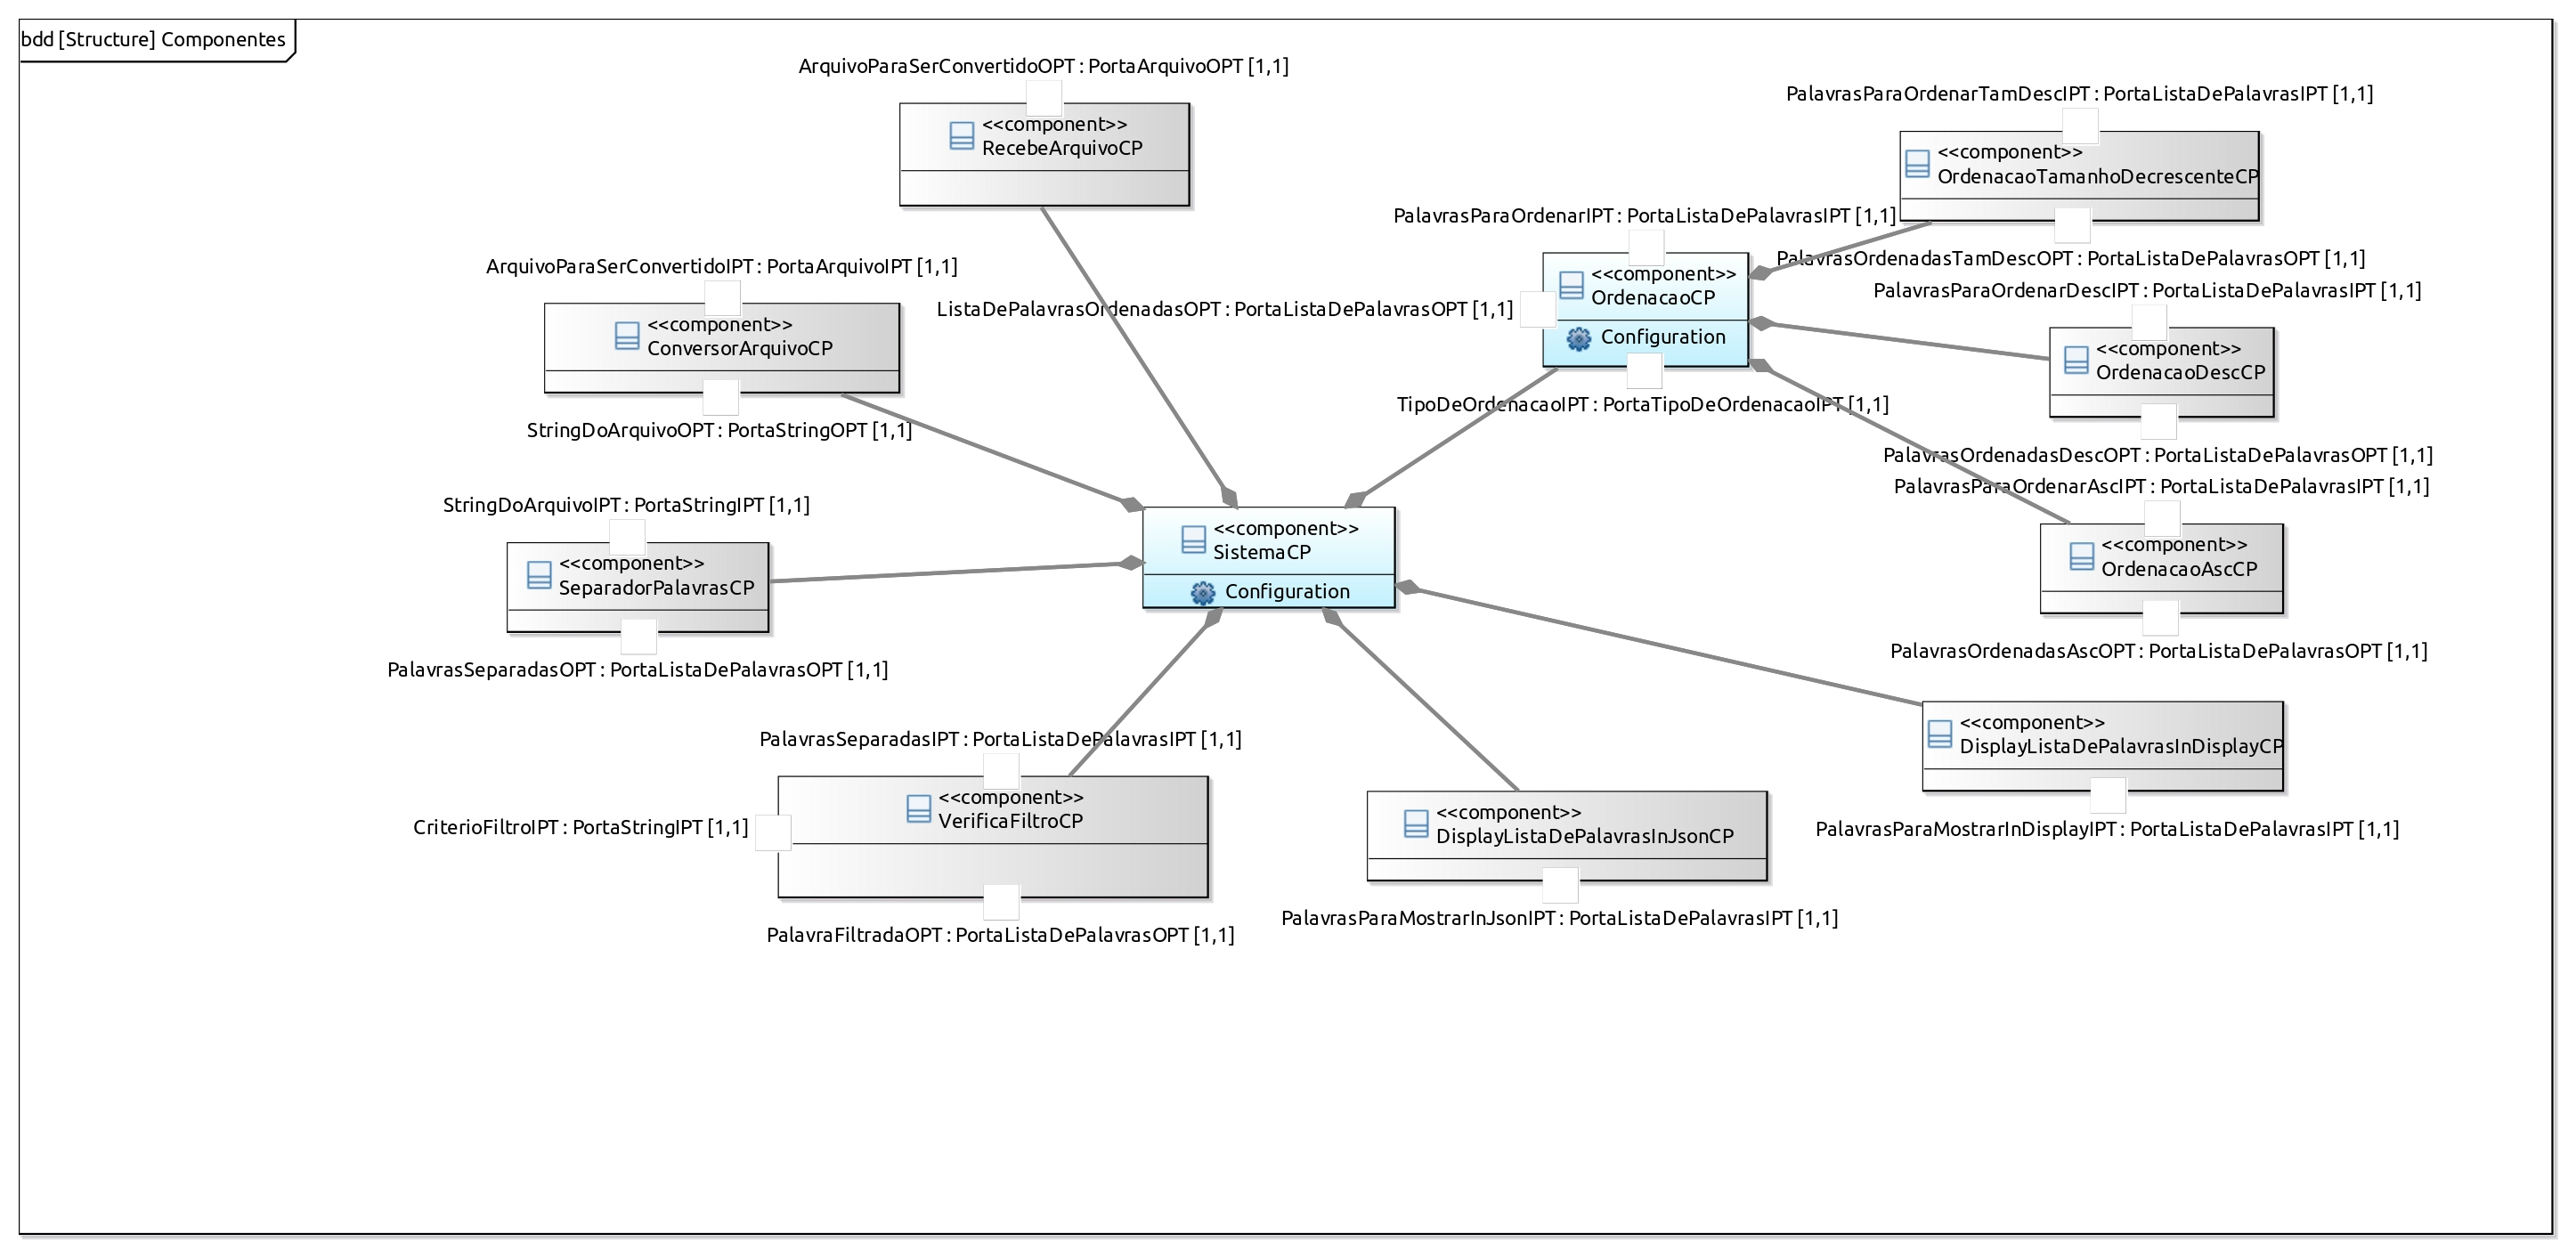 bdd [Structure] Componentes
ArquivoParaSerConvertidoOPT : PortaArquivoOPT [1,1]
<<component>>
RecebeArquivoCP
PalavrasParaOrdenarTamDescIPT : PortaListaDePalavrasIPT [1,1]
<<component>>
OrdenacaoTamanhoDecrescenteCP
PalavrasOrdenadasTamDescOPT : PortaListaDePalavrasOPT [1,1]
PalavrasParaOrdenarIPT : PortaListaDePalavrasIPT [1,1]
ListaDePalavrasOrdenadasOPT : PortaListaDePalavrasOPT [1,1]
<<component>>
OrdenacaoCP
Configuration
TipoDeOrdenacaoIPT : PortaTipoDeOrdenacaoIPT [1,1]
PalavrasParaOrdenarDescIPT : PortaListaDePalavrasIPT [1,1]
<<component>>
OrdenacaoDescCP
PalavrasOrdenadasDescOPT : PortaListaDePalavrasOPT [1,1]
ArquivoParaSerConvertidoIPT : PortaArquivoIPT [1,1]
<<component>>
ConversorArquivoCP
StringDoArquivoOPT : PortaStringOPT [1,1]
PalavrasParaOrdenarAscIPT : PortaListaDePalavrasIPT [1,1]
<<component>>
OrdenacaoAscCP
PalavrasOrdenadasAscOPT : PortaListaDePalavrasOPT [1,1]
StringDoArquivoIPT : PortaStringIPT [1,1]
<<component>>
SeparadorPalavrasCP
PalavrasSeparadasOPT : PortaListaDePalavrasOPT [1,1]
<<component>>
SistemaCP
Configuration
PalavrasSeparadasIPT : PortaListaDePalavrasIPT [1,1]
CriterioFiltroIPT : PortaStringIPT [1,1]
<<component>>
VerificaFiltroCP
PalavraFiltradaOPT : PortaListaDePalavrasOPT [1,1]
<<component>>
DisplayListaDePalavrasInJsonCP
PalavrasParaMostrarInJsonIPT : PortaListaDePalavrasIPT [1,1]
<<component>>
DisplayListaDePalavrasInDisplayCP
PalavrasParaMostrarInDisplayIPT : PortaListaDePalavrasIPT [1,1]